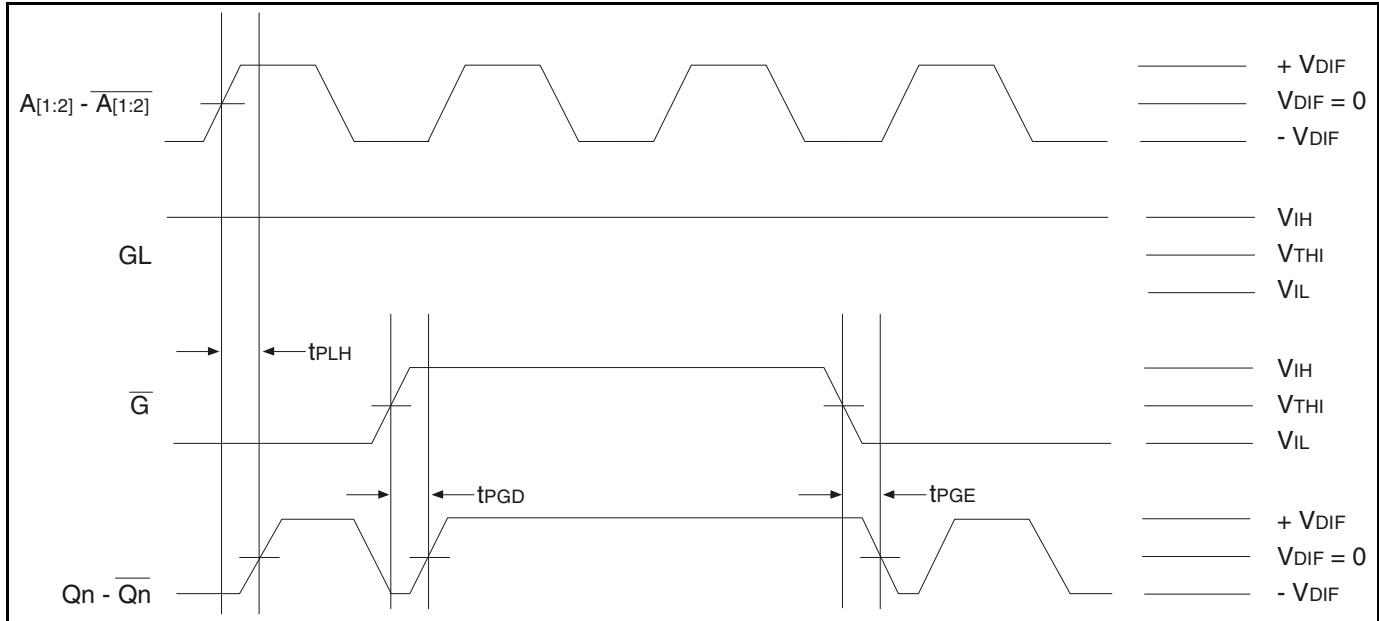 A[1:2] - A[1:2]
+ VDIF
VDIF = 0
- VDIF
GL
VIH
VTHI
VIL
tPLH
G
VIH
VTHI
VIL
tPGD
tPGE
Qn - Qn
+ VDIF
VDIF = 0
- VDIF